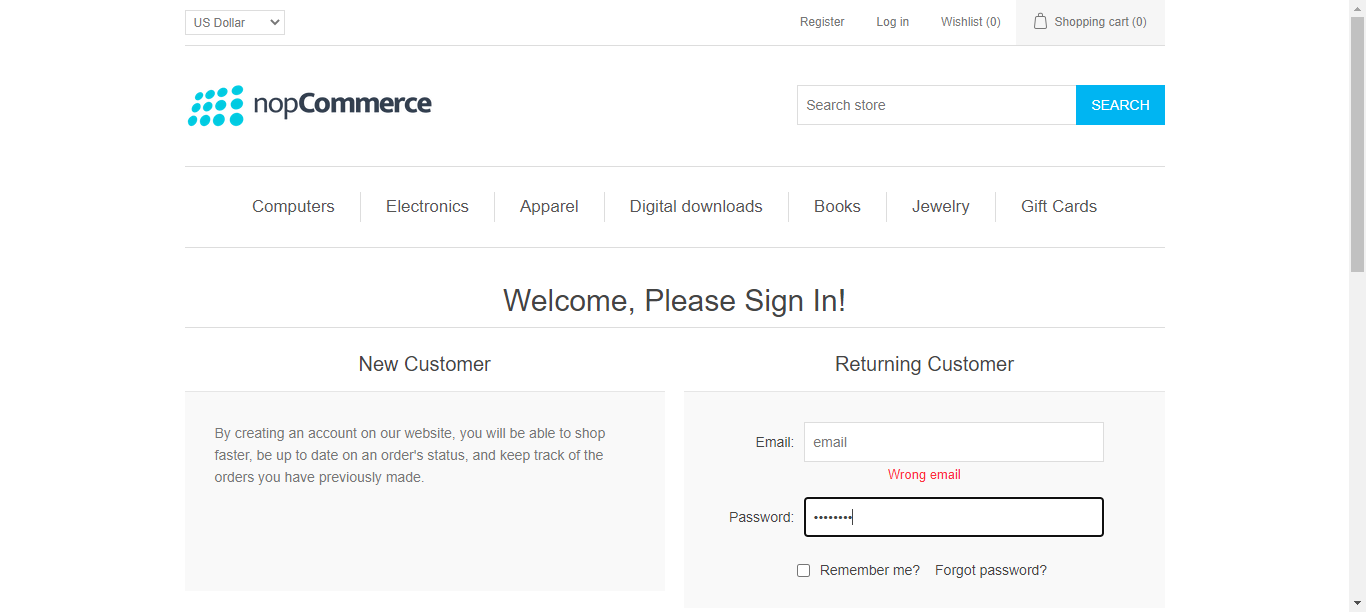 US Dollar
Register Log in Wishlist (0) Shopping cart (0)
nopCommerce
Search store SEARCH
Computers Electronics Apparel Digital downloads Books Jewelry Gift Cards
Welcome, Please Sign In!
New Customer
By creating an account on our website, you will be able to shop
faster, be up to date on an order's status, and keep track of the
orders you have previously made.
Returning Customer
Email: email
Wrong email
Password: ••••••••
Remember me? Forgot password?